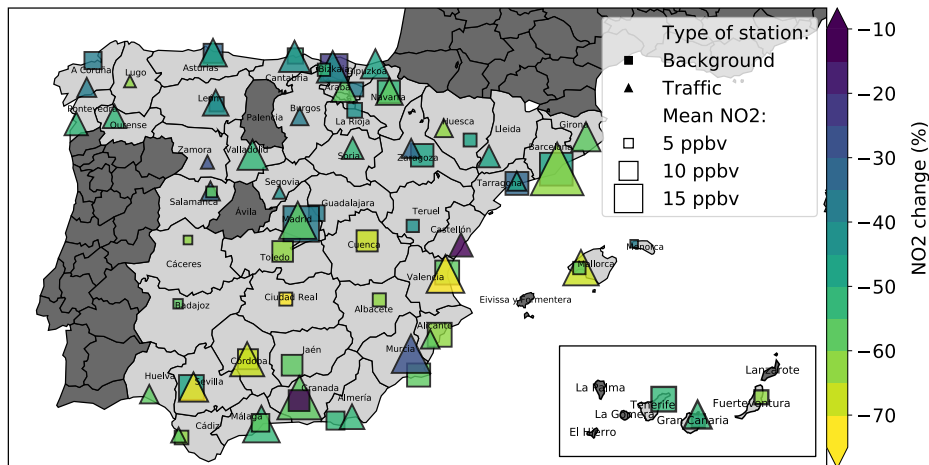 Type of station:
Background
Traffic
Mean NO2:
5 ppbv
10 ppbv
15 ppbv
A Coruña
Lugo
Asturias
Cantabria
Bizkaia
Gipuzkoa
Araba
Navarra
Pontevedra
Ourense
León
Palencia
Burgos
La Rioja
Huesca
Lleida
Girona
Barcelona
Zamora
Valladolid
Soria
Zaragoza
Tarragona
Salamanca
Segovia
Ávila
Guadalajara
Madrid
Teruel
Castellón
Menorca
Cáceres
Toledo
Cuenca
Valencia
Mallorca
Badajoz
Ciudad Real
Albacete
Eivissa y Formentera
Alicante
Murcia
Huelva
Sevilla
Córdoba
Jaén
Granada
Almería
Málaga
Cádiz
La Palma
Lanzarote
Tenerife
Fuerteventura
La Gomera
Gran Canaria
El Hierro
−10
−20
−30
−40
−50
−60
−70
NO2 change (%)